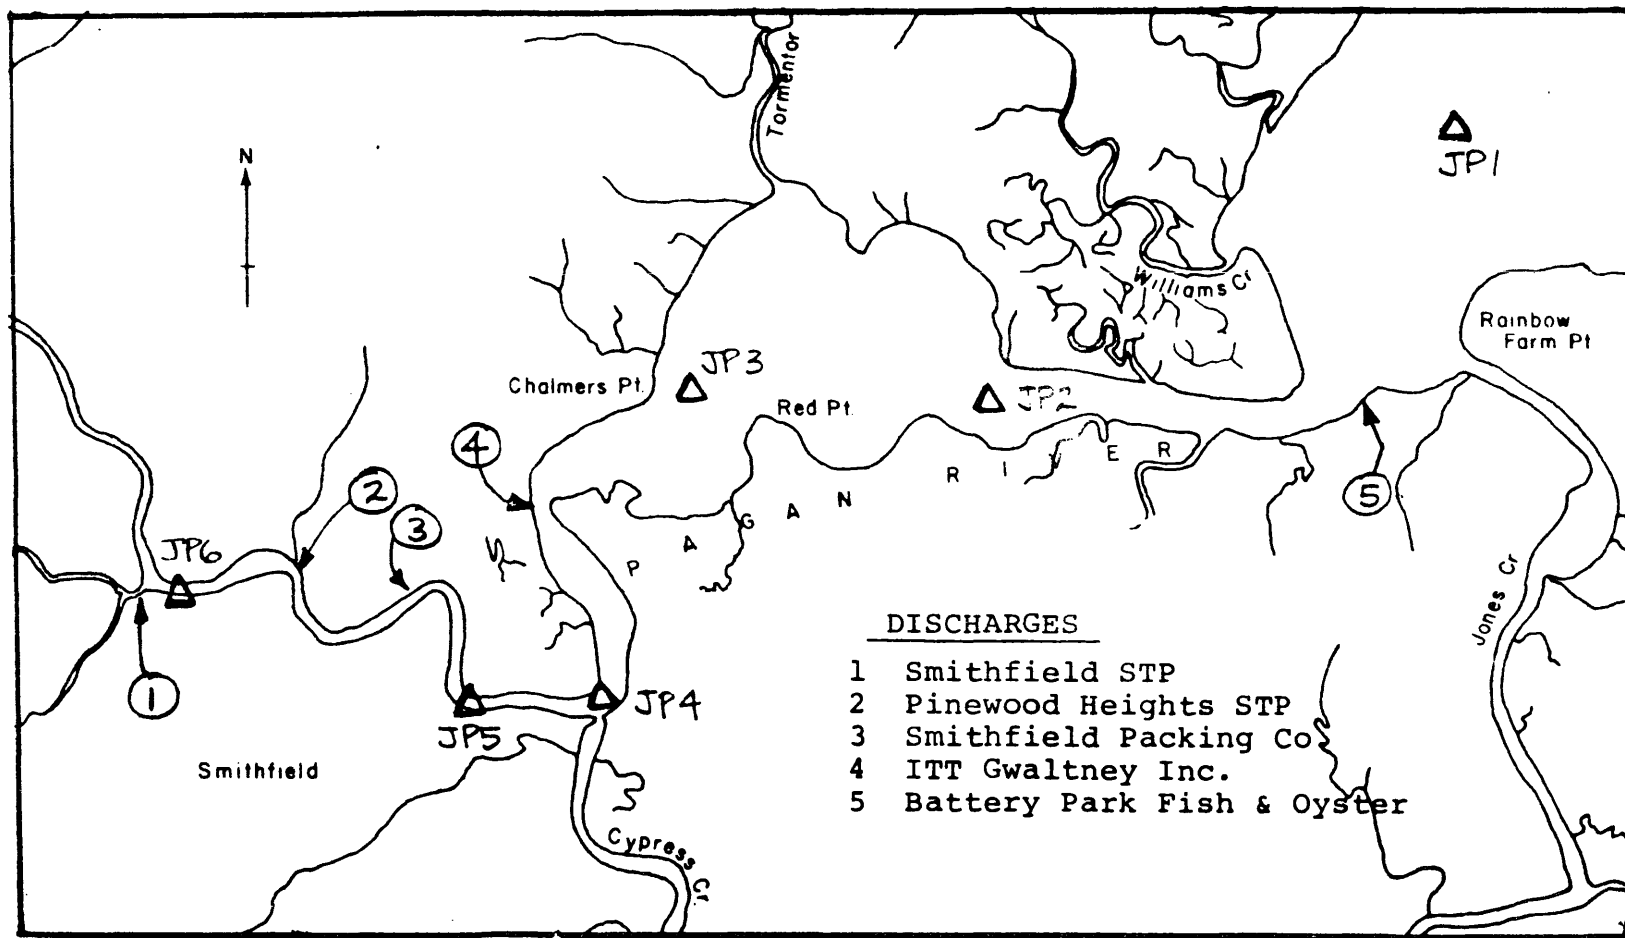 Tormentor
N
JP1
Williams Cr
Rainbow
Farm Pt
JP3
Chalmers Pt.
JP2
Red Pt.
4
2
3
5
PAGAN RIVER
JP6
Jones Cr
1
JP4
JP5
Smithfield
Cypress Cr.
DISCHARGES
1 Smithfield STP
2 Pinewood Heights STP
3 Smithfield Packing Co
4 ITT Gwaltney Inc.
5 Battery Park Fish & Oyster